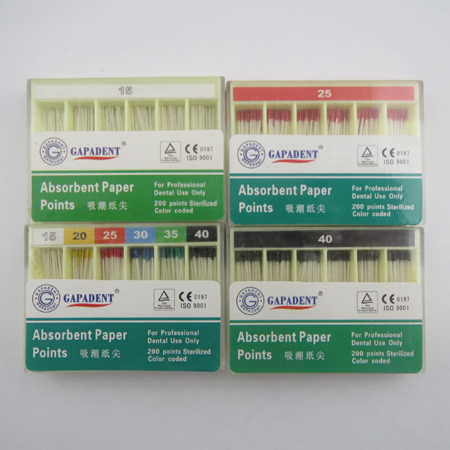 15
GAPADENT®
CE 0197
ISO 9001
Absorbent Paper
Points 吸潮纸尖
For Professional
Dental Use Only
200 points Sterilized
Color coded
25
GAPADENT®
CE 0197
ISO 9001
Absorbent Paper
Points 吸潮纸尖
For Professional
Dental Use Only
200 points Sterilized
Color coded
15 20 25 30 35 40
GAPADENT®
CE 0197
ISO 9001
Absorbent Paper
Points 吸潮纸尖
For Professional
Dental Use Only
200 points Sterilized
Color coded
40
GAPADENT®
CE 0197
ISO 9001
Absorbent Paper
Points 吸潮纸尖
For Professional
Dental Use Only
200 points Sterilized
Color coded